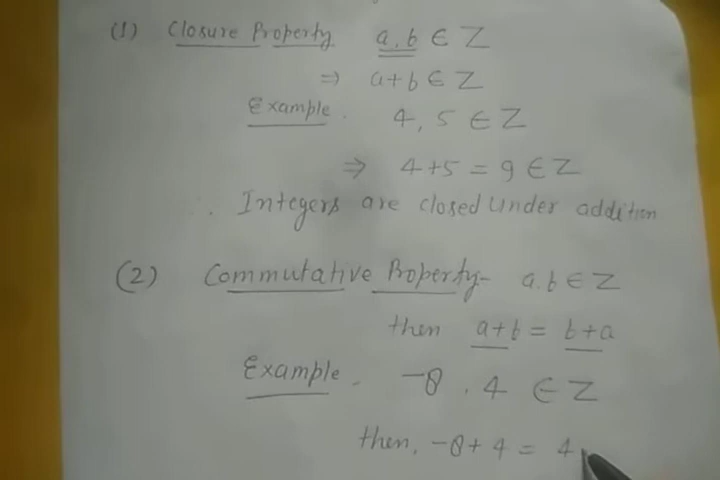 (1) Closure Property a, b ∈ Z
⇒ a+b ∈ Z
Example. 4, 5 ∈ Z
⇒ 4+5 = 9 ∈ Z
. Integers are closed under addition
(2) Commutative Property- a.b ∈ Z
then a+b = b+a
Example. -8 . 4 ∈ Z
then, -8+4 = 4